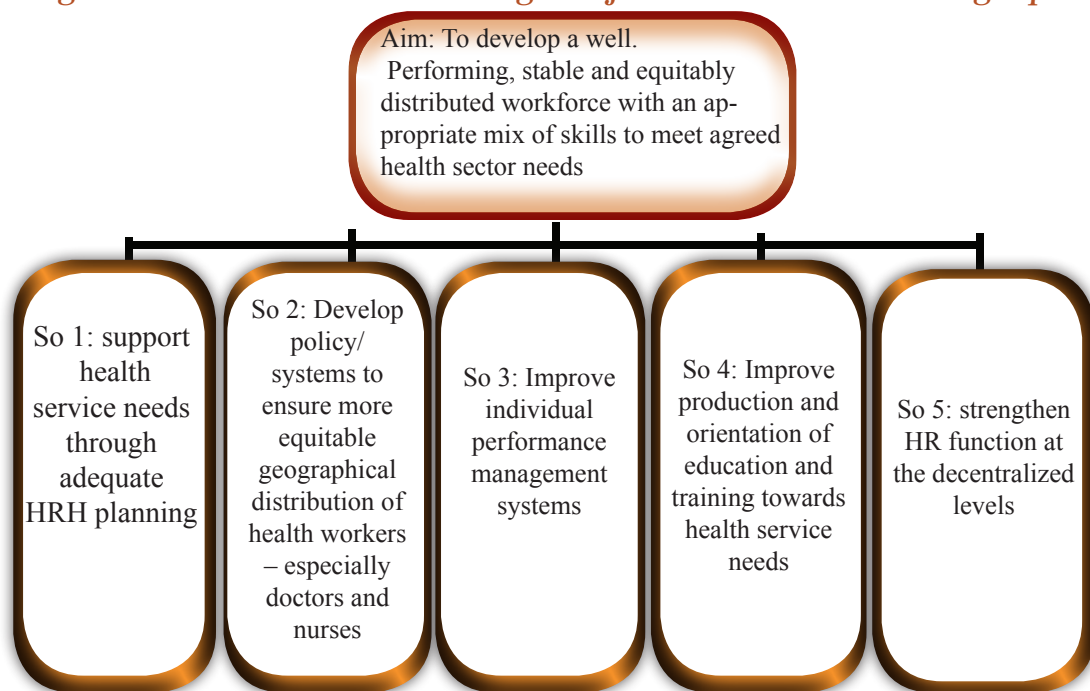 Aim: To develop a well.
Performing, stable and equitably
distributed workforce with an ap-
propriate mix of skills to meet agreed
health sector needs
So 1: support
health
service needs
through
adequate
HRH planning
So 2: Develop
policy/
systems to
ensure more
equitable
geographical
distribution of
health workers
– especially
doctors and
nurses
So 3: Improve
individual
performance
management
systems
So 4: Improve
production and
orientation of
education and
training towards
health service
needs
So 5: strengthen
HR function at
the decentralized
levels